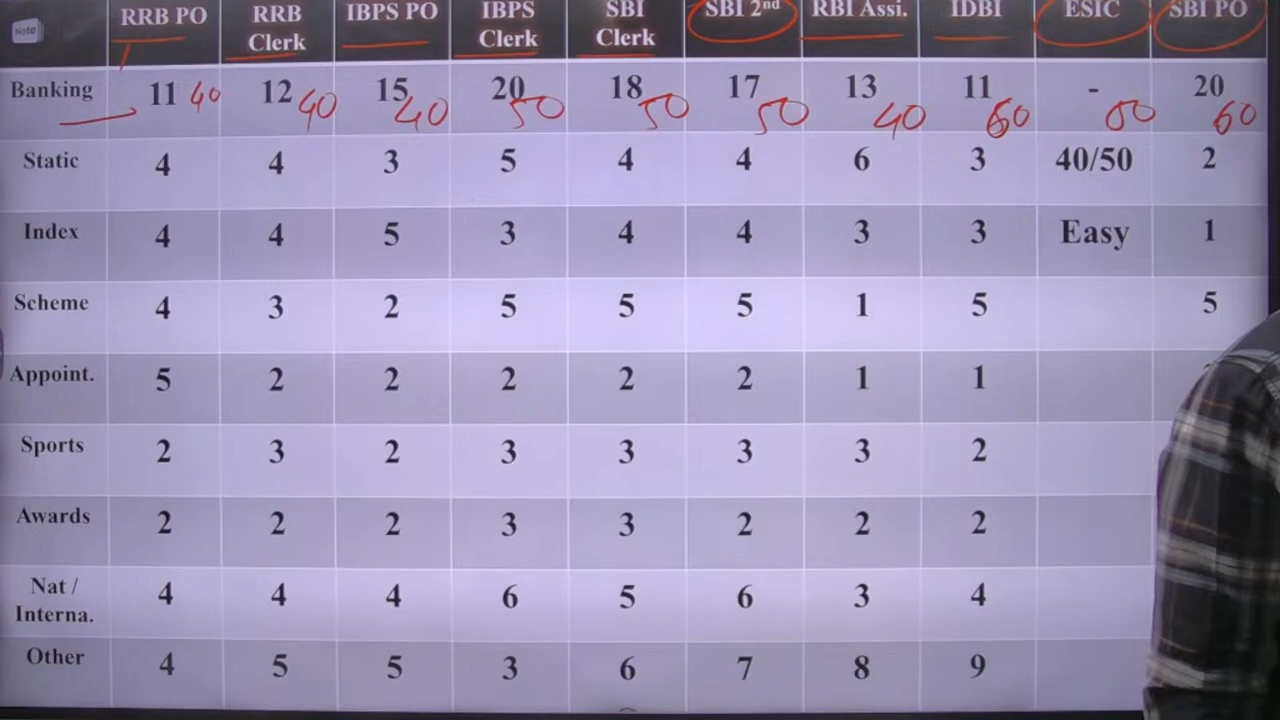 Note
RRB PO RRB Clerk IBPS PO IBPS Clerk SBI Clerk SBI 2nd RBI Assi. IDBI ESIC SBI PO
Banking 11 40 12 40 15 40 20 50 18 50 17 50 13 40 11 60 - 50 20 60
Static 4 4 3 5 4 4 6 3 40/50 2
Index 4 4 5 3 4 4 3 3 Easy 1
Scheme 4 3 2 5 5 5 1 5 5
Appoint. 5 2 2 2 2 2 1 1
Sports 2 3 2 3 3 3 3 2
Awards 2 2 2 3 3 2 2 2
Nat / Interna. 4 4 4 6 5 6 3 4
Other 4 5 5 3 6 7 8 9